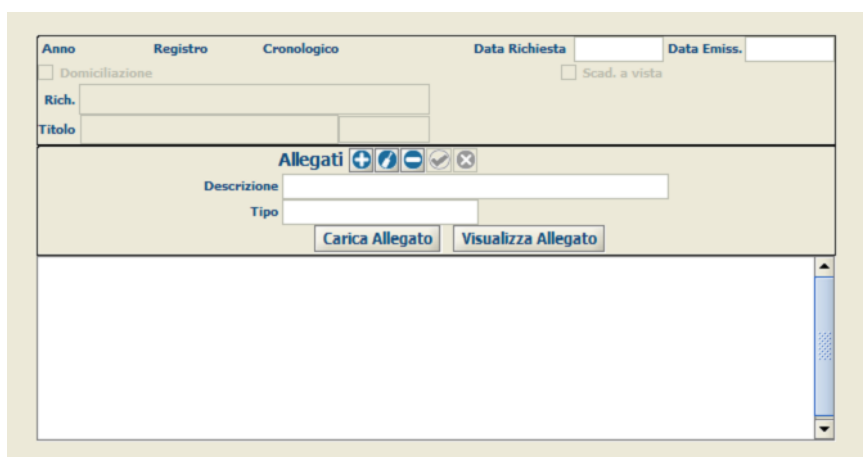 Anno Registro Cronologico Data Richiesta Data Emiss.
Domiciliazione Scad. a vista
Rich.
Titolo
Allegati
Descrizione
Tipo
Carica Allegato Visualizza Allegato